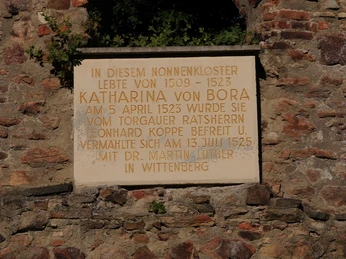 IN DIESEM NONNENKLOSTER
LEBTE VON 1509 - 1523
KATHARINA VON BORA
AM 5. APRIL 1523 WURDE SIE
VOM TORGAUER RATSHERRN
LEONHARD KOPPE BEFREIT U.
VERMÄHLTE SICH AM 13. JULI 1525
MIT DR. MARTIN LUTHER
IN WITTENBERG